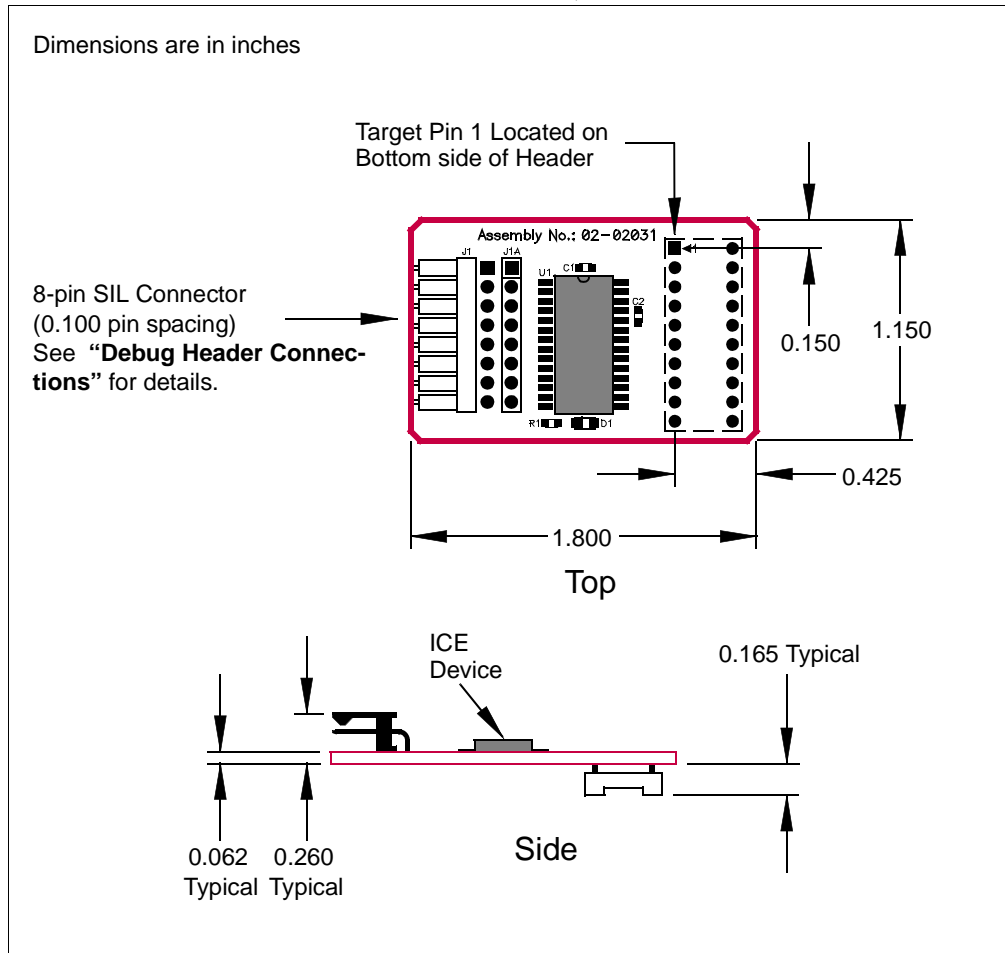 Dimensions are in inches
Target Pin 1 Located on
Bottom side of Header
Assembly No.: 02-02031
J1
J1A
C1
U1
1
C2
8-pin SIL Connector
(0.100 pin spacing)
See “Debug Header Connec-
tions” for details.
0.150
1.150
R1
D1
0.425
1.800
Top
ICE
Device
0.165 Typical
Side
0.062
Typical
0.260
Typical